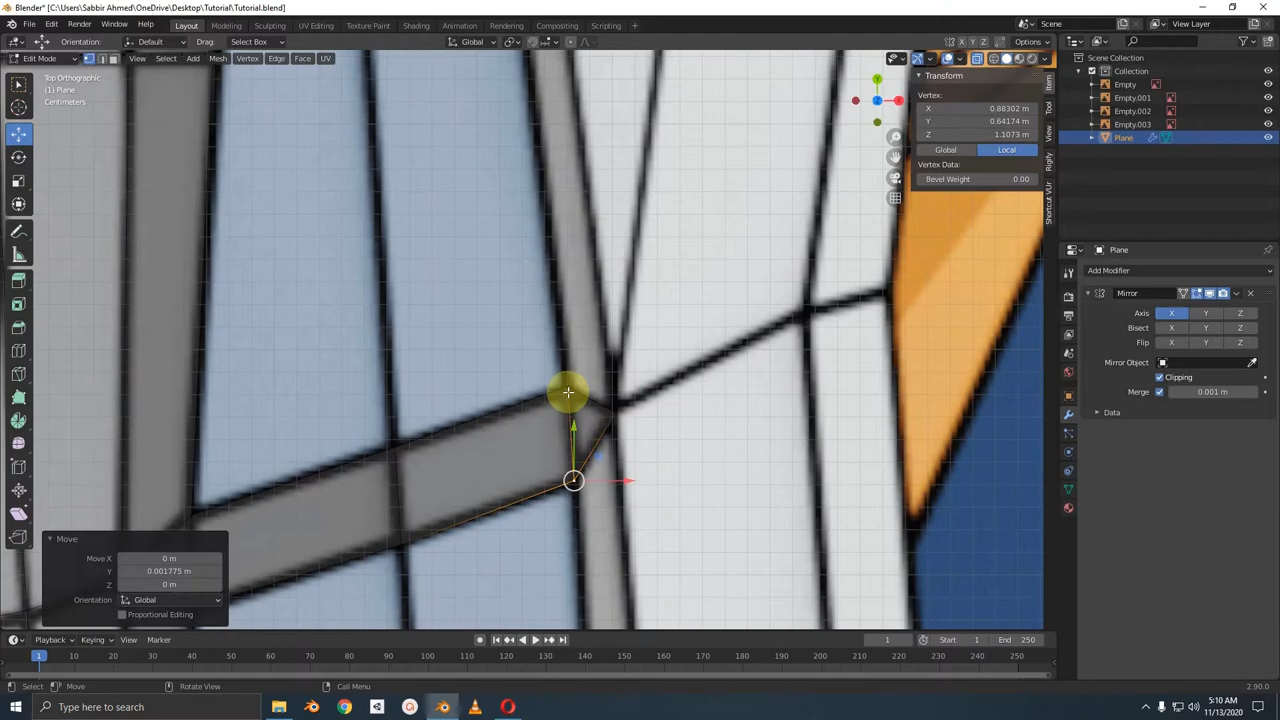 Blender* [C:\Users\Sabbir Ahmed\OneDrive\Desktop\Tutorial\Tutorial.blend]
File Edit Render Window Help Layout Modeling Sculpting UV Editing Texture Paint Shading Animation Rendering Compositing Scripting + Scene View Layer
Orientation: Default Drag: Select Box Global X Y Z Options
Edit Mode View Select Add Mesh Vertex Edge Face UV
Top Orthographic
(1) Plane
Centimeters
Y
Z
X
Transform
Vertex:
X 0.88302 m
Y 0.64174 m
Z 1.1073 m
Global Local
Vertex Data:
Bevel Weight 0.00
Item
Tool
View
Rigify
Shortcut VUr
Scene Collection
Collection
Empty
Empty.001
Empty.002
Empty.003
Plane
Plane
Add Modifier
Mirror
Axis X Y Z
Bisect X Y Z
Flip X Y Z
Mirror Object
Clipping
Merge 0.001 m
Data
Move
Move X 0 m
Y 0.001775 m
Z 0 m
Orientation Global
Proportional Editing
Playback Keying View Marker 1 Start 1 End 250
1 10 20 30 40 50 60 70 80 90 100 110 120 130 140 150 160 170 180 190 200 210 220 230 240 250
Select Move Rotate View Call Menu 2.90.0
Type here to search
5:10 AM
11/13/2020